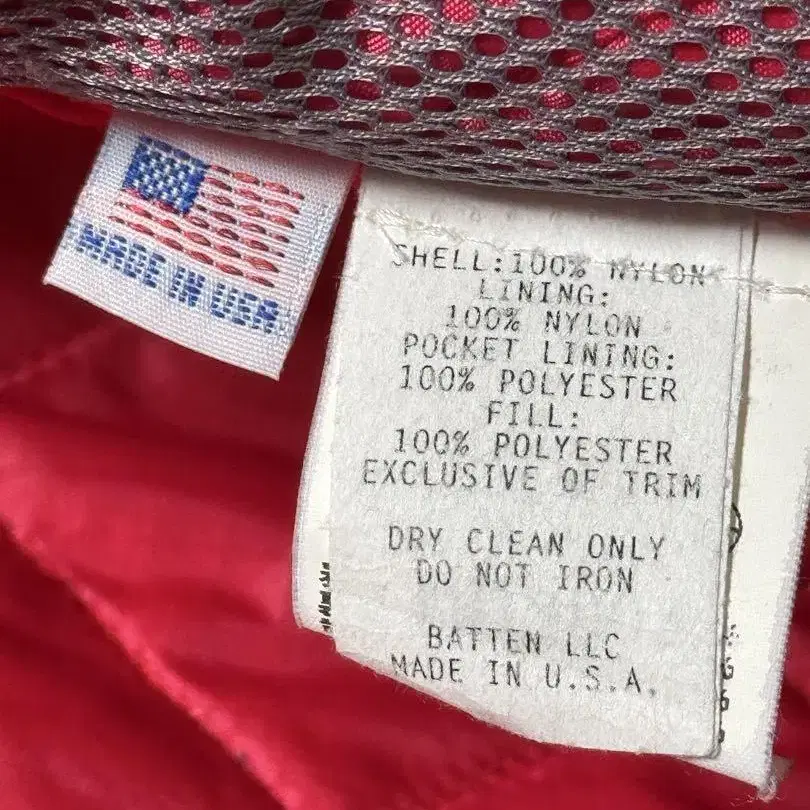 MADE IN USA
SHELL:100% NYLON
LINING:
100% NYLON
POCKET LINING:
100% POLYESTER
FILL:
100% POLYESTER
EXCLUSIVE OF TRIM
DRY CLEAN ONLY
DO NOT IRON
BATTEN LLC
MADE IN U.S.A.